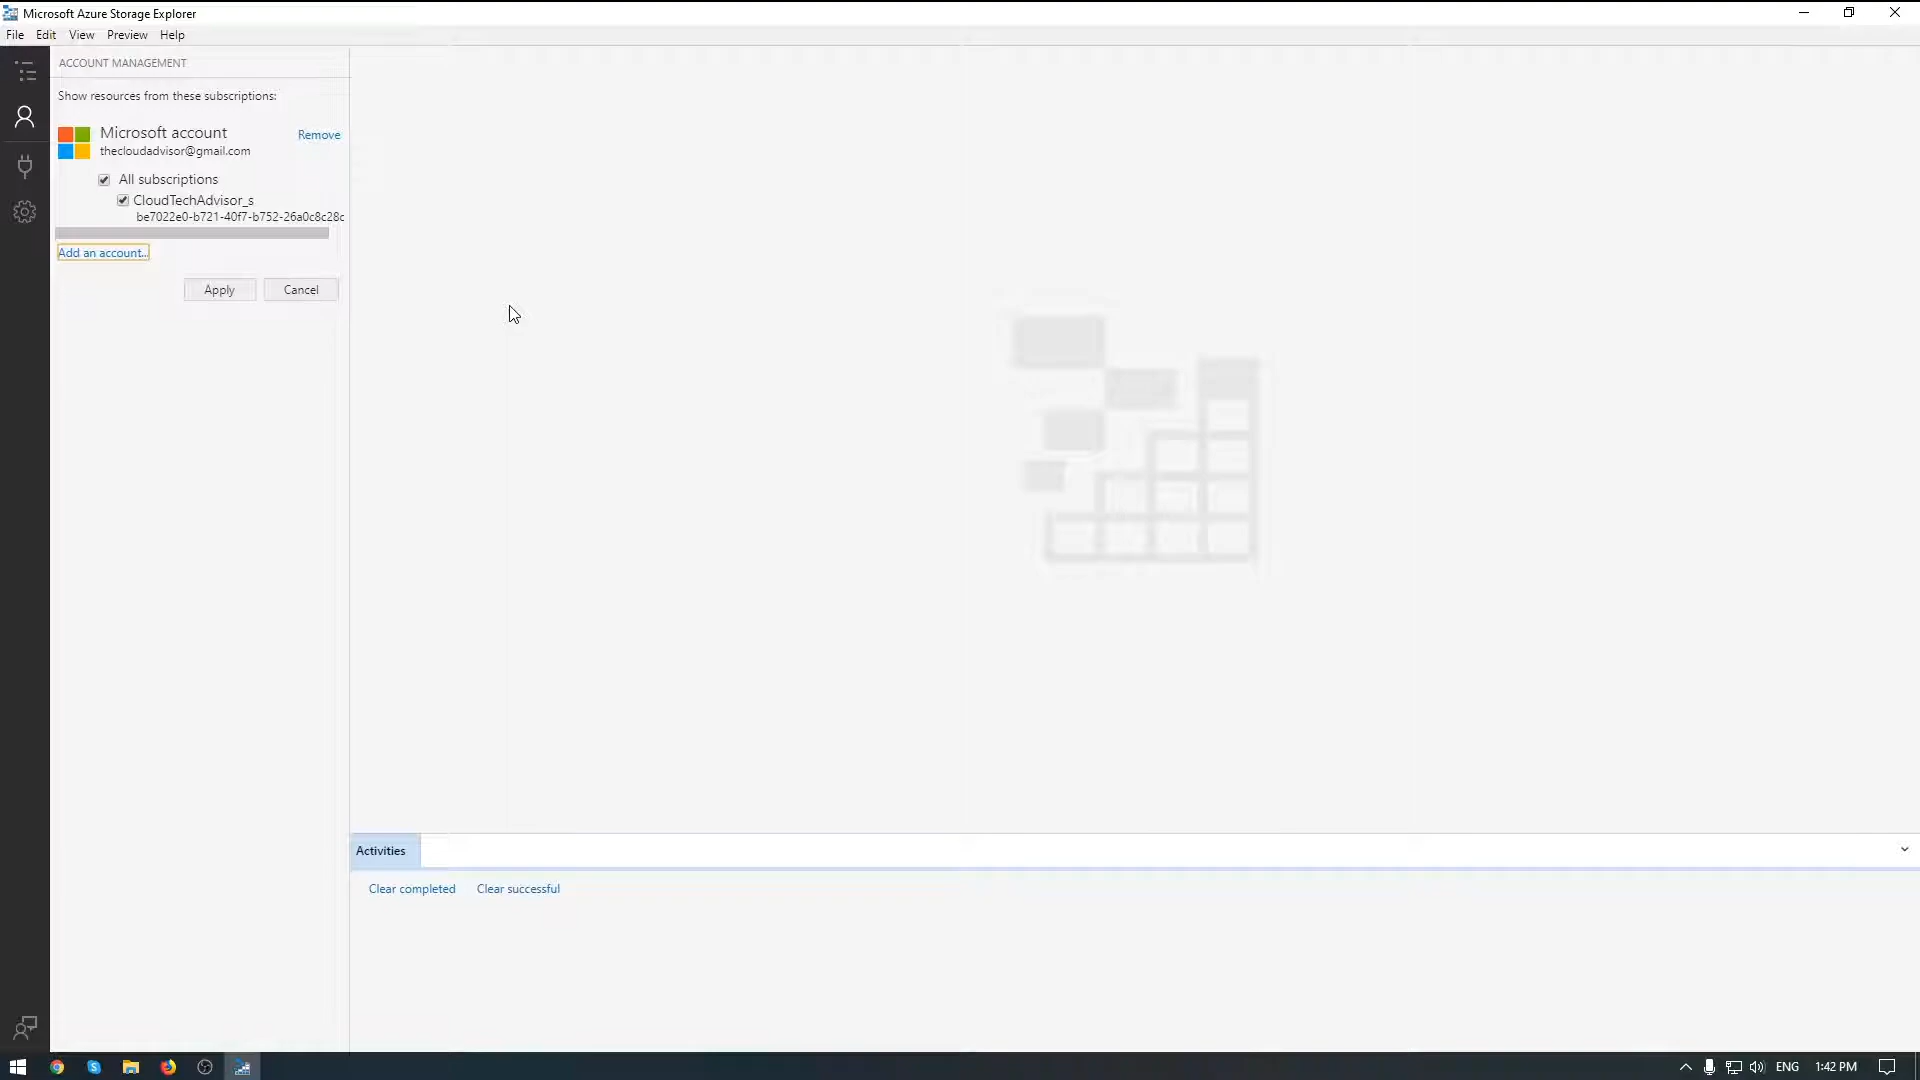 Microsoft Azure Storage Explorer
File Edit View Preview Help
ACCOUNT MANAGEMENT
Show resources from these subscriptions:
Microsoft account
Remove
thecloudadvisor@gmail.com
All subscriptions
CloudTechAdvisor_s
be7022e0-b721-40f7-b752-26a0c8c28c
Add an account...
Apply Cancel
Activities
Clear completed Clear successful
ENG 1:42 PM